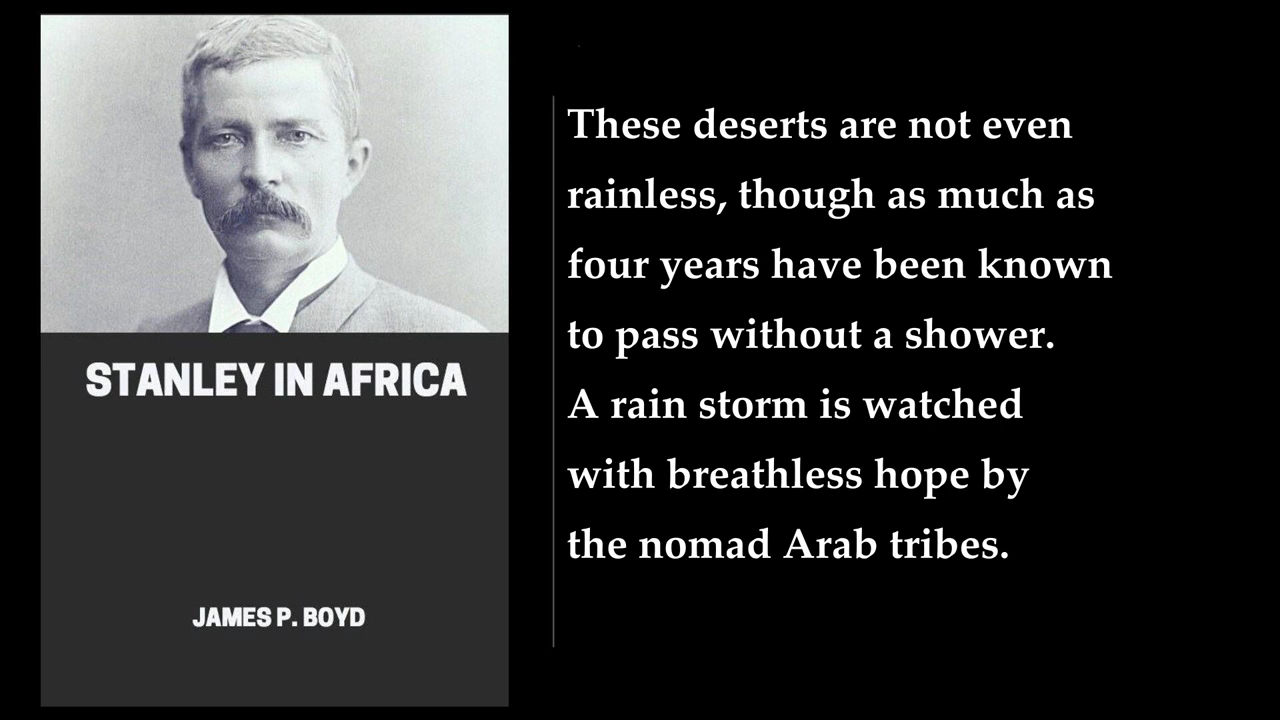 STANLEY IN AFRICA
JAMES P. BOYD
These deserts are not even
rainless, though as much as
four years have been known
to pass without a shower.
A rain storm is watched
with breathless hope by
the nomad Arab tribes.